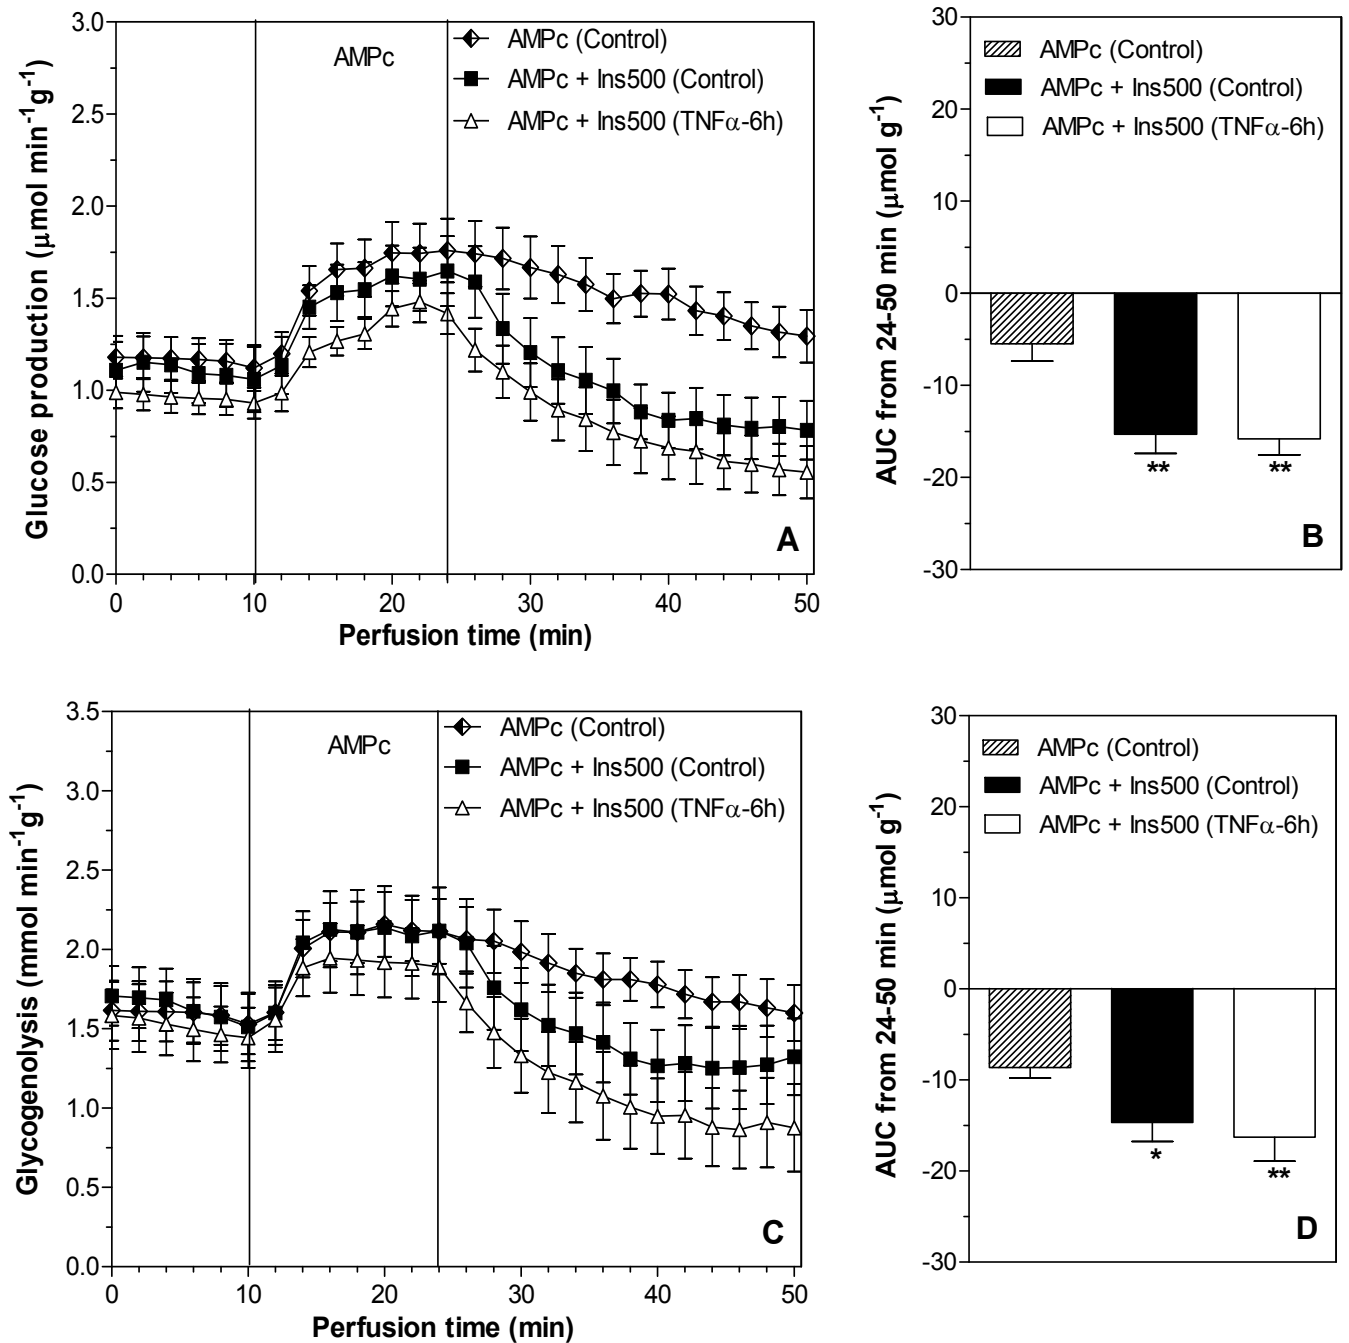 AMPc
AMPc (Control)
AMPc + Ins500 (Control)
AMPc + Ins500 (TNFα-6h)
Glucose production (μmol min⁻¹g⁻¹)
3.0
2.5
2.0
1.5
1.0
0.5
0.0
0 10 20 30 40 50
Perfusion time (min)
A
AMPc (Control)
AMPc + Ins500 (Control)
AMPc + Ins500 (TNFα-6h)
AUC from 24-50 min (μmol g⁻¹)
30
20
10
0
-10
-20
-30
** **
B
AMPc
AMPc (Control)
AMPc + Ins500 (Control)
AMPc + Ins500 (TNFα-6h)
Glycogenolysis (mmol min⁻¹g⁻¹)
3.5
3.0
2.5
2.0
1.5
1.0
0.5
0.0
0 10 20 30 40 50
Perfusion time (min)
C
AMPc (Control)
AMPc + Ins500 (Control)
AMPc + Ins500 (TNFα-6h)
AUC from 24-50 min (μmol g⁻¹)
30
20
10
0
-10
-20
-30
* **
D